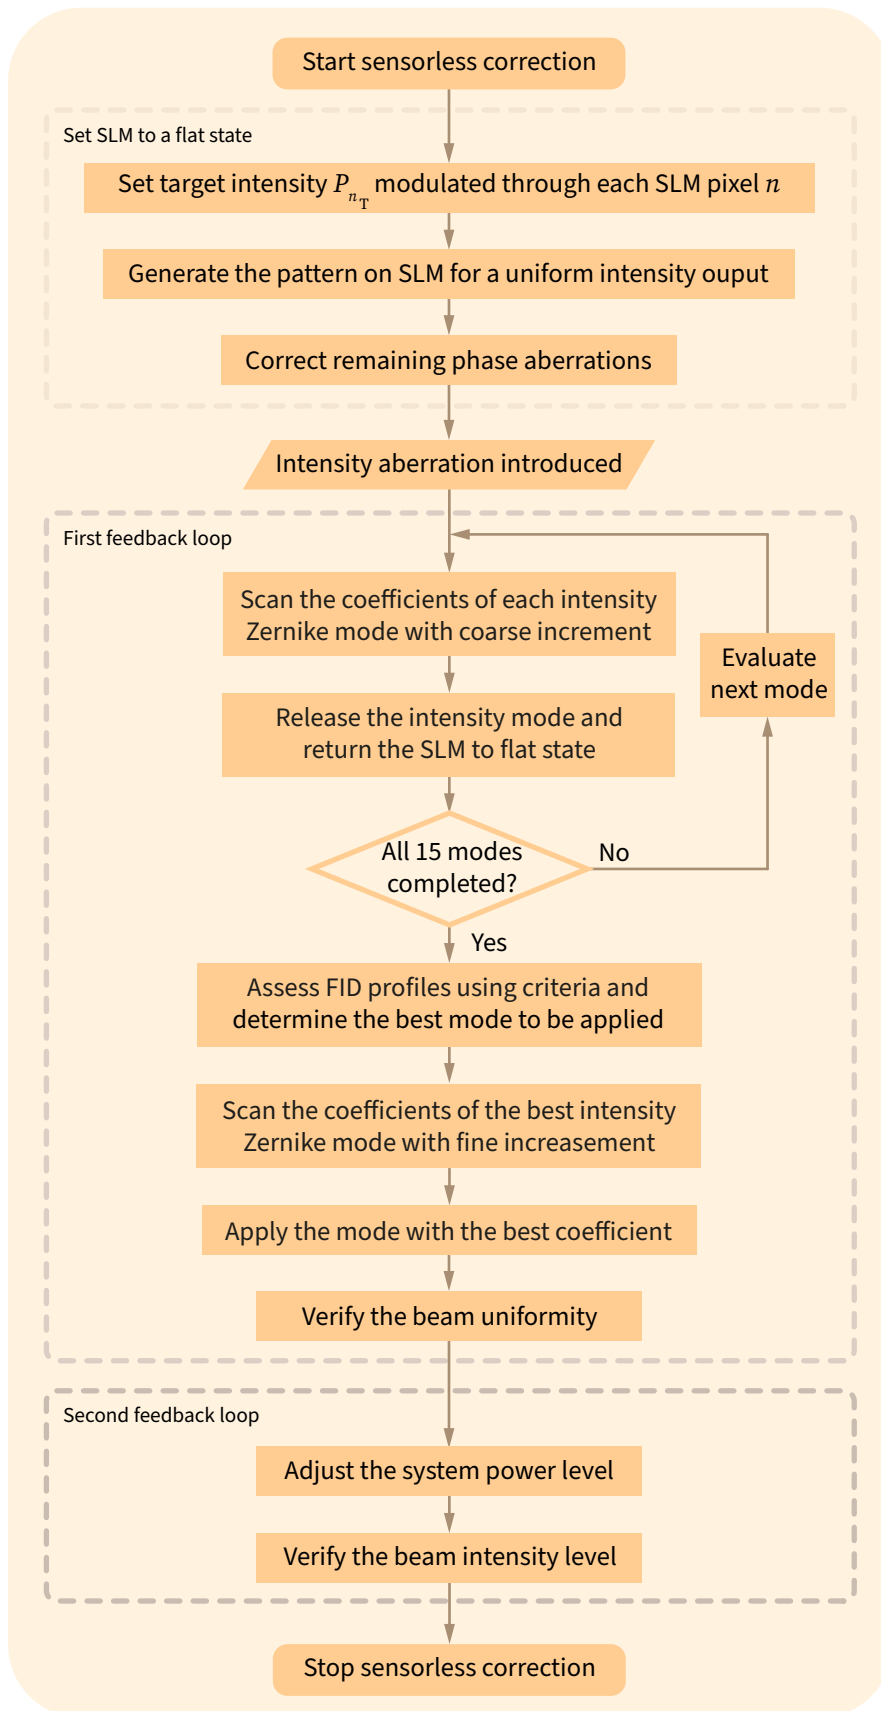 Start sensorless correction
Set SLM to a flat state
Set target intensity P_{n_T} modulated through each SLM pixel n
Generate the pattern on SLM for a uniform intensity ouput
Correct remaining phase aberrations
Intensity aberration introduced
First feedback loop
Scan the coefficients of each intensity
Zernike mode with coarse increment
Evaluate
next mode
Release the intensity mode and
return the SLM to flat state
All 15 modes
completed?
No
Yes
Assess FID profiles using criteria and
determine the best mode to be applied
Scan the coefficients of the best intensity
Zernike mode with fine increasement
Apply the mode with the best coefficient
Verify the beam uniformity
Second feedback loop
Adjust the system power level
Verify the beam intensity level
Stop sensorless correction